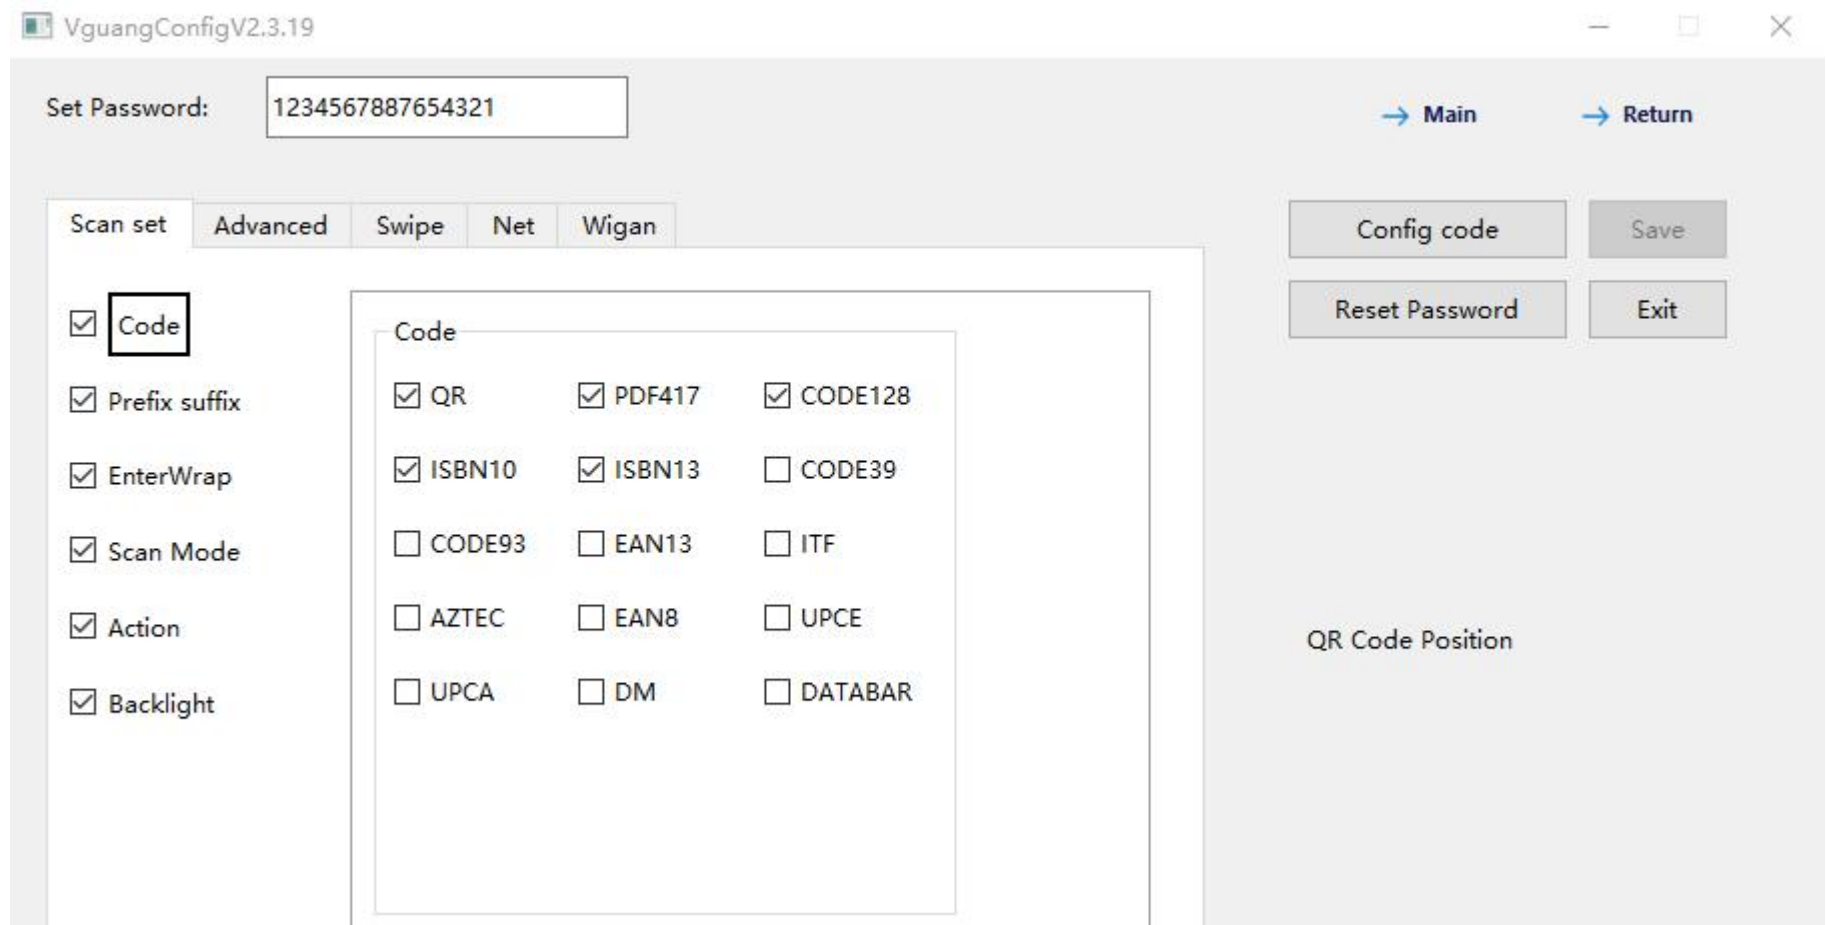 VguangConfigV2.3.19
Set Password: 1234567887654321
Main Return
Scan set Advanced Swipe Net Wigan
Config code Save
Reset Password Exit
Code
Prefix suffix
EnterWrap
Scan Mode
Action
Backlight
Code
QR PDF417 CODE128
ISBN10 ISBN13 CODE39
CODE93 EAN13 ITF
AZTEC EAN8 UPCE
UPCA DM DATABAR
QR Code Position